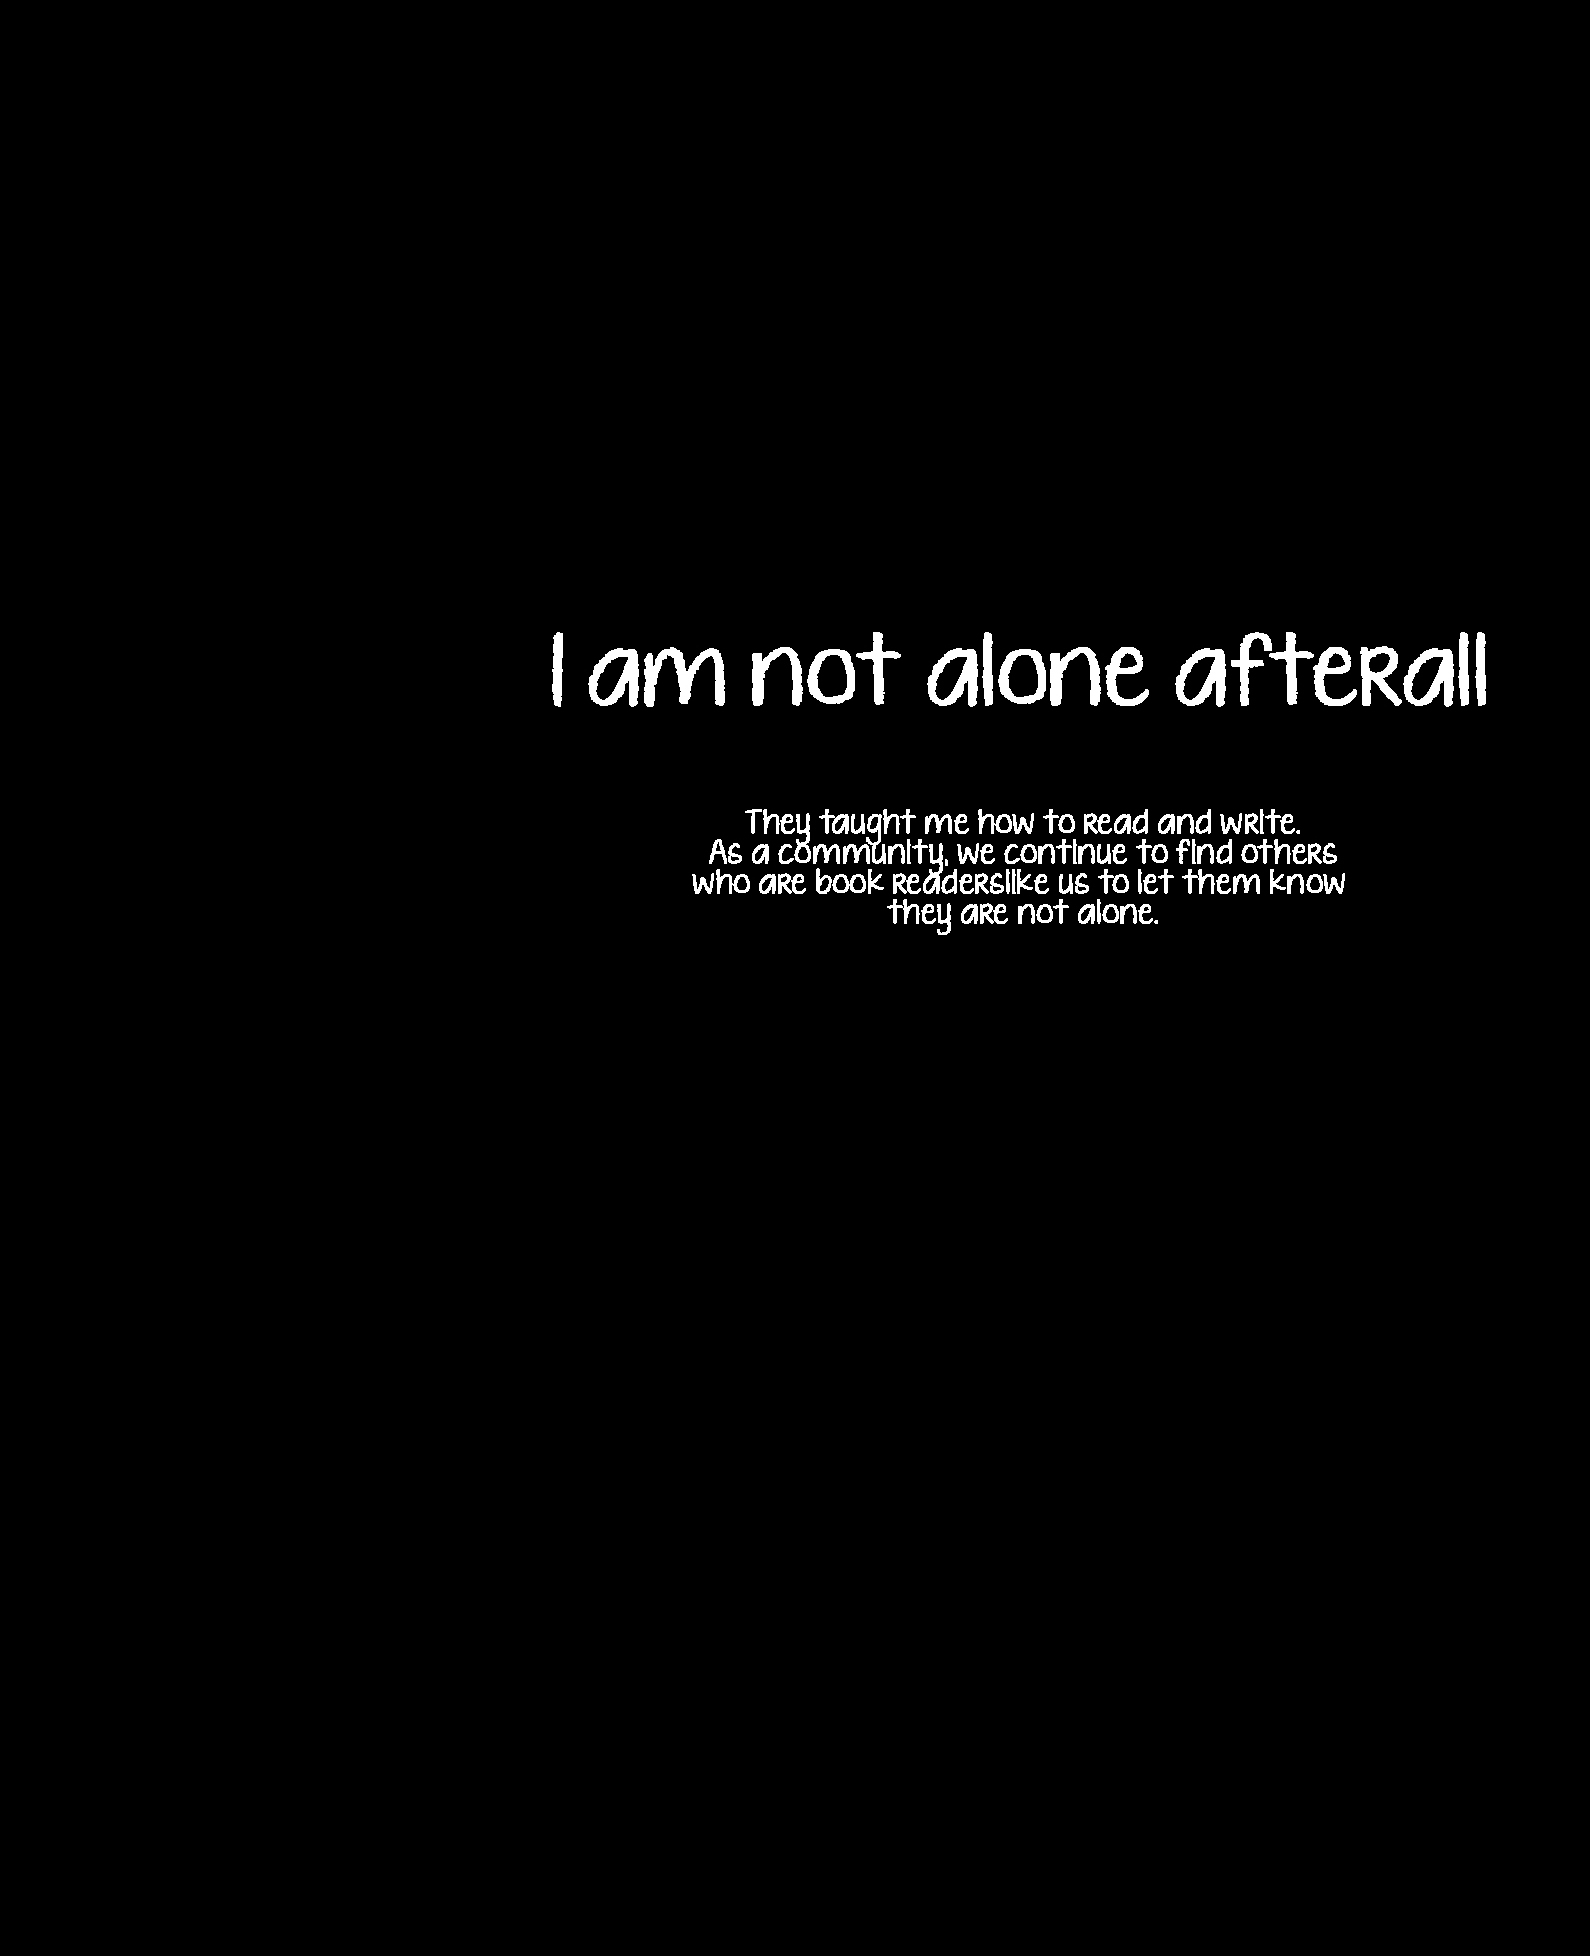 I am not alone afterall
They taught me how to read and write.
As a community, we continue to find others
who are book readerslike us to let them know
they are not alone.